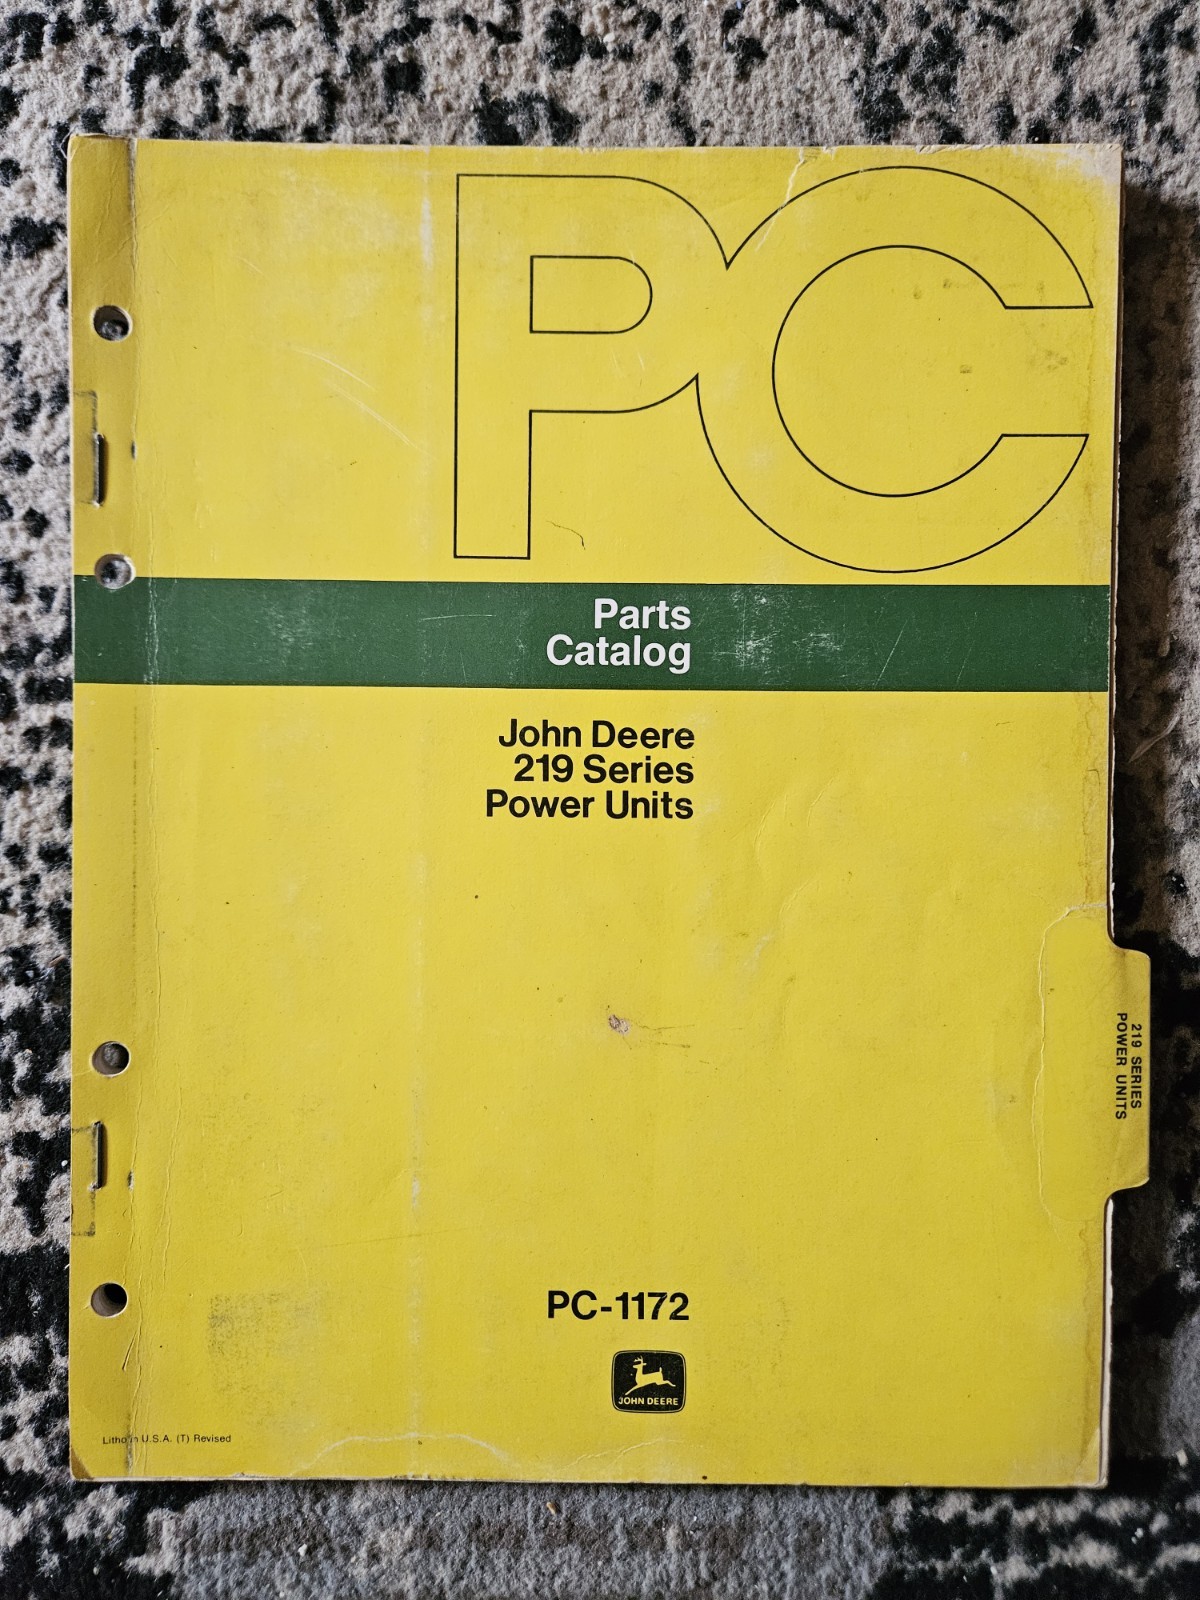 PC
Parts
Catalog
John Deere
219 Series
Power Units
219 SERIES
POWER UNITS
PC-1172
JOHN DEERE
Litho in U.S.A. (T) Revised